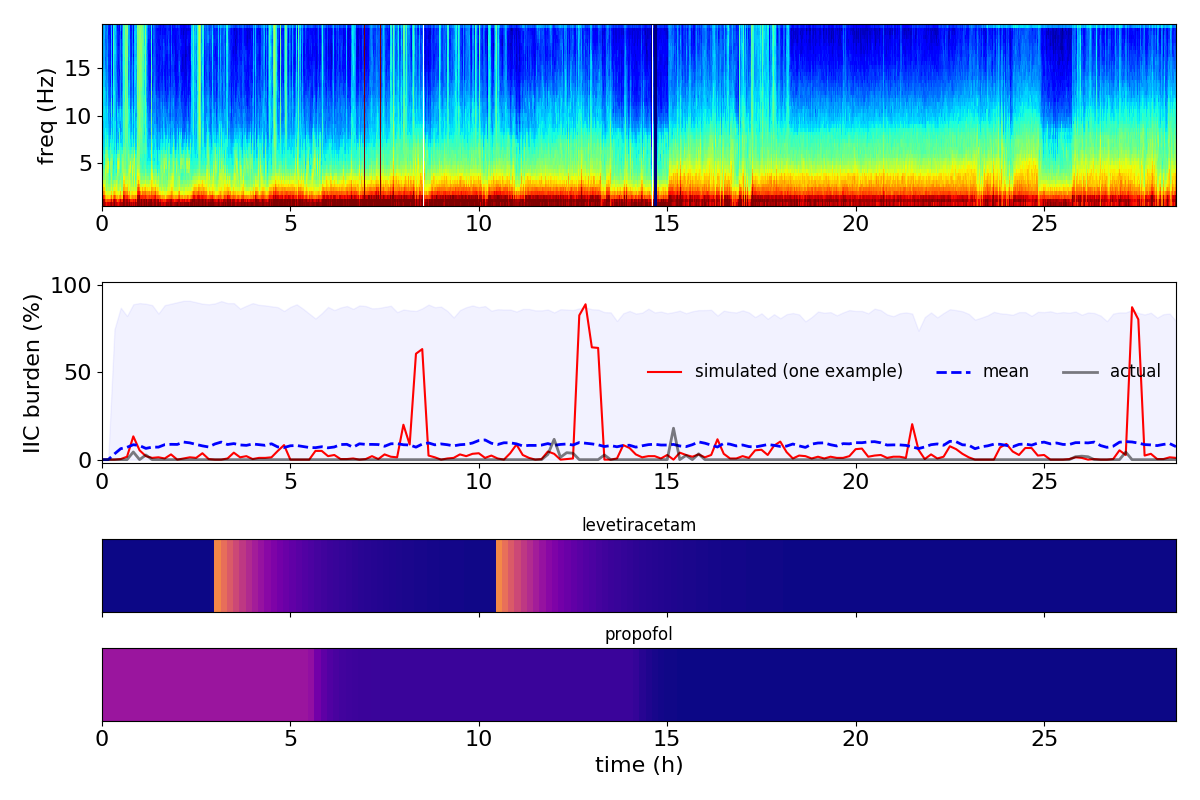 freq (Hz)
15
10
5
0 5 10 15 20 25
IIC burden (%)
100
50
0
simulated (one example) mean actual
0 5 10 15 20 25
levetiracetam
propofol
0 5 10 15 20 25
time (h)